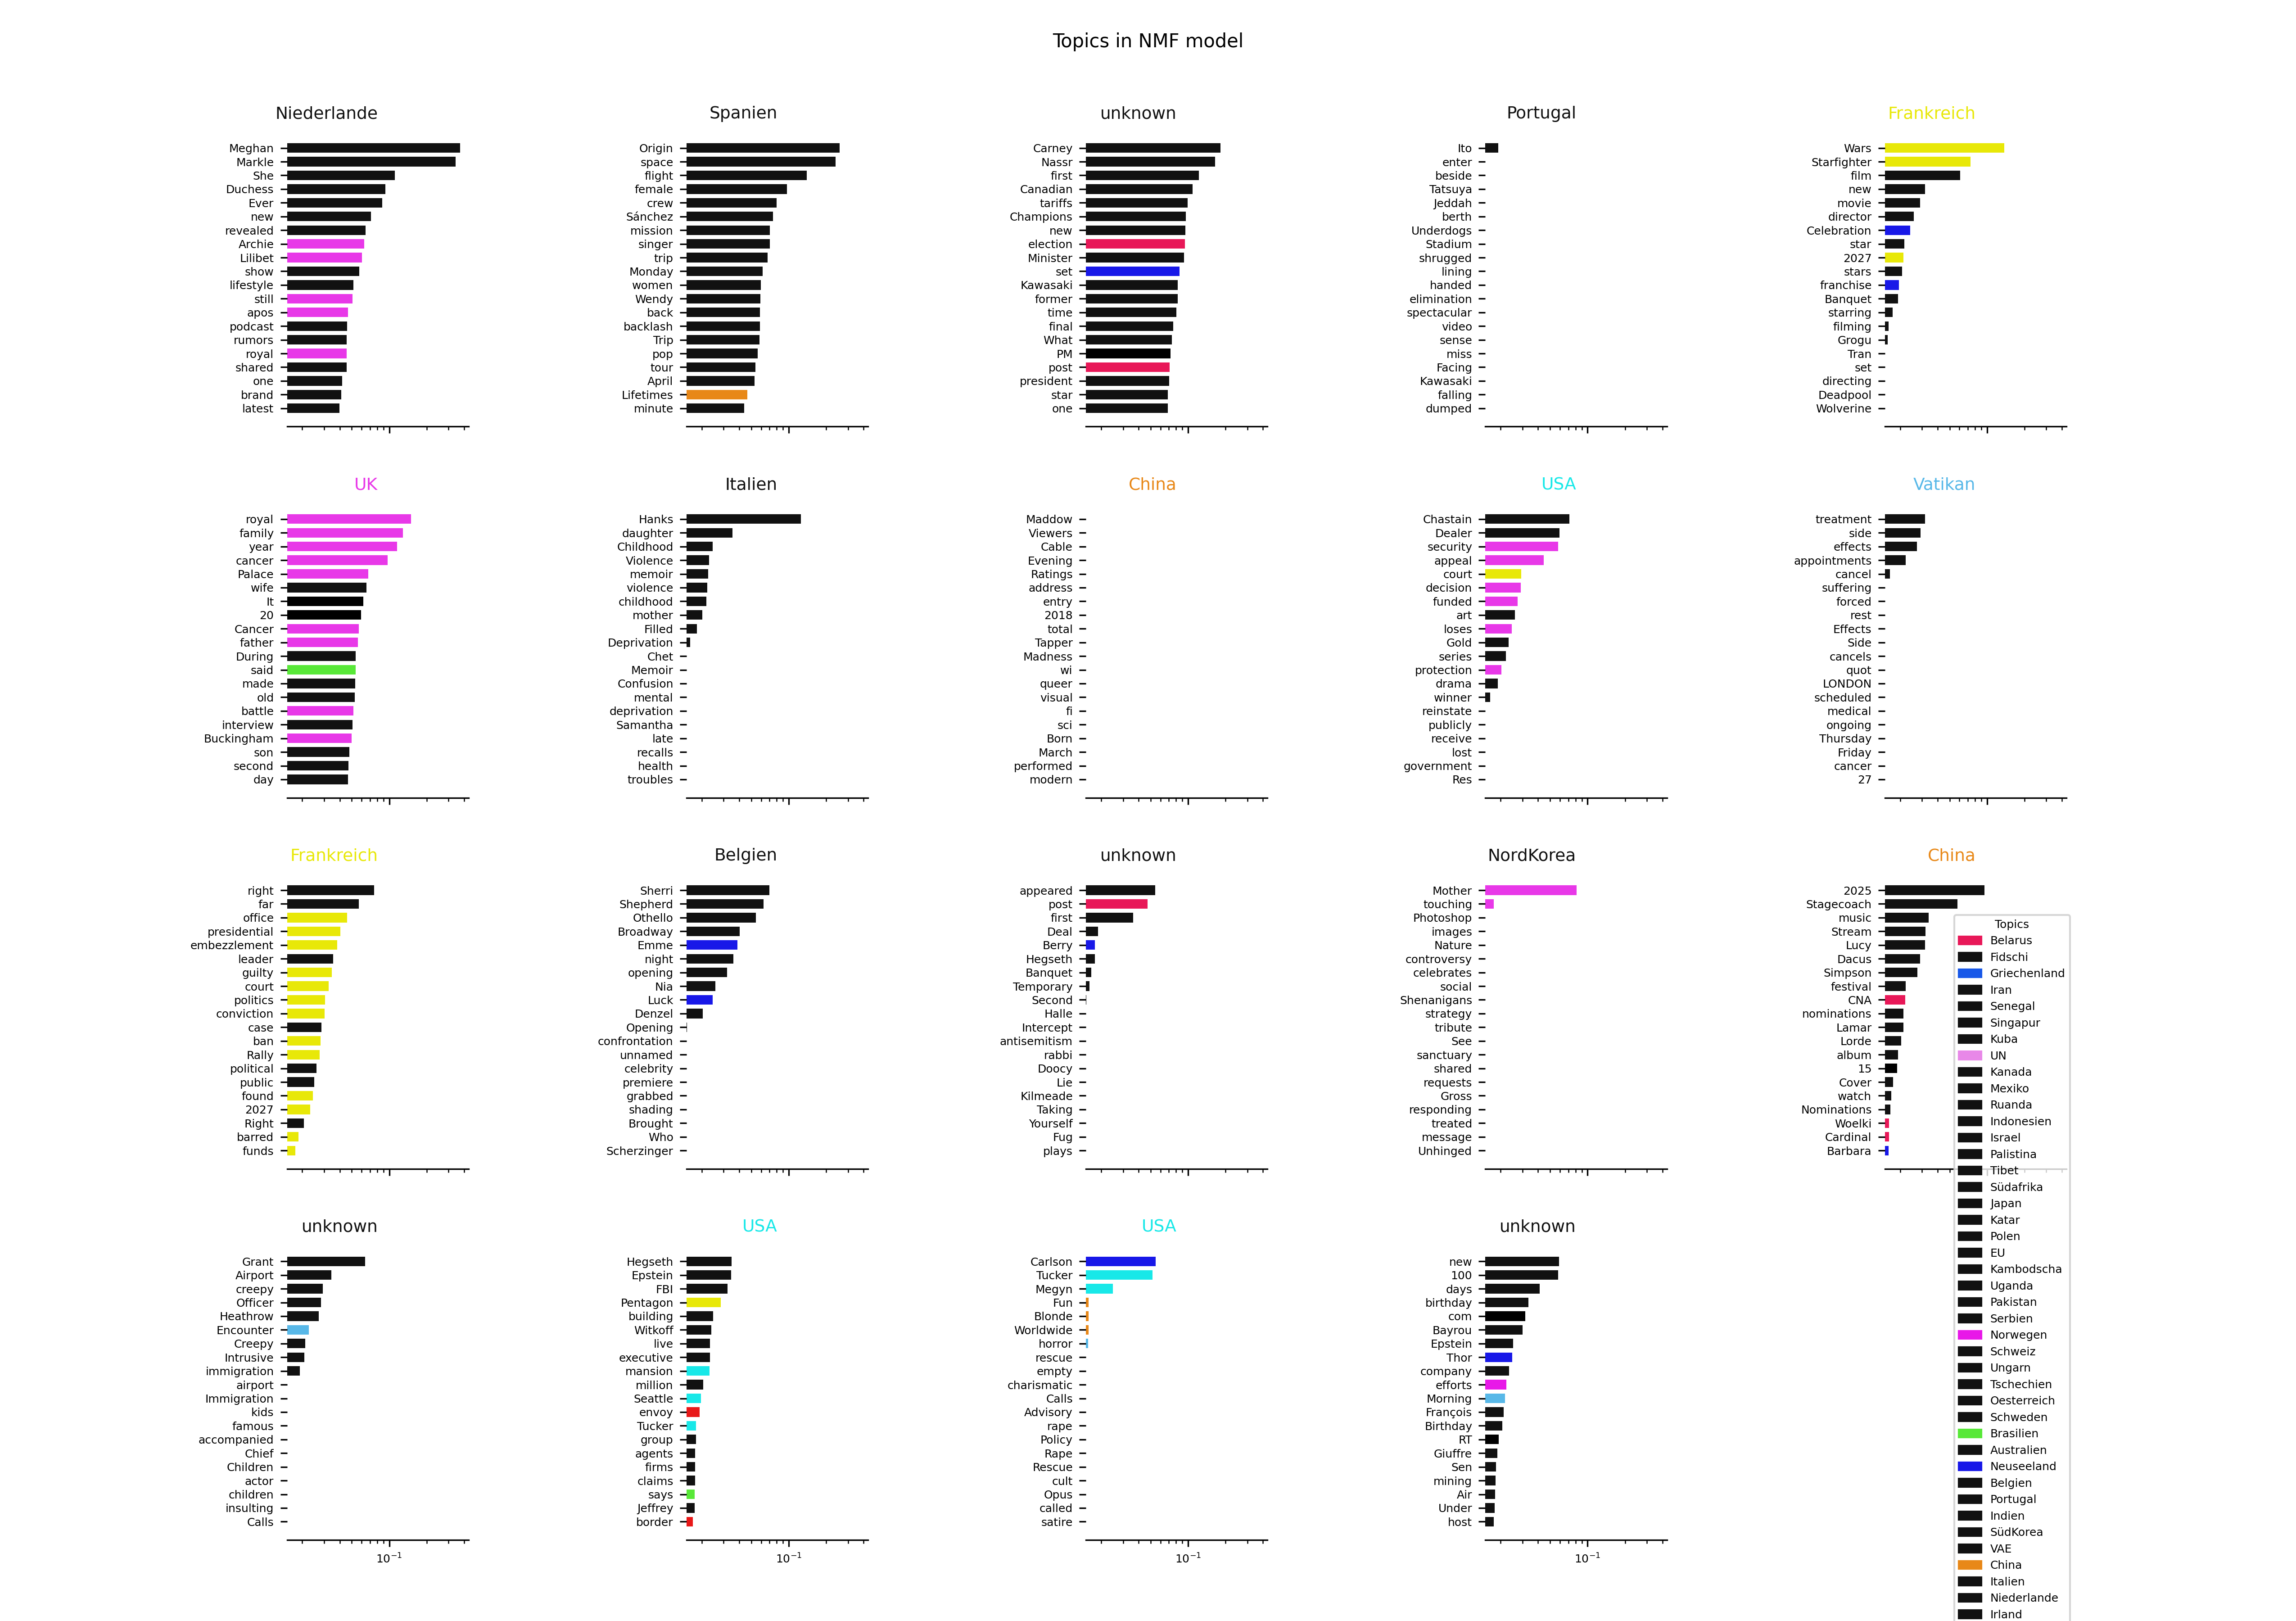 Topics in NMF model
Niederlande
Meghan
Markle
She
Duchess
Ever
new
revealed
Archie
Lilibet
show
lifestyle
still
apos
podcast
rumors
royal
shared
one
brand
latest
Spanien
Origin
space
flight
female
crew
Sánchez
mission
singer
trip
Monday
women
Wendy
back
backlash
Trip
pop
tour
April
Lifetimes
minute
unknown
Carney
Nassr
first
Canadian
tariffs
Champions
new
election
Minister
set
Kawasaki
former
time
final
What
PM
post
president
star
one
Portugal
Ito
enter
beside
Tatsuya
Jeddah
berth
Underdogs
Stadium
shrugged
lining
handed
elimination
spectacular
video
sense
miss
Facing
Kawasaki
falling
dumped
Frankreich
Wars
Starfighter
film
new
movie
director
Celebration
star
2027
stars
franchise
Banquet
starring
filming
Grogu
Tran
set
directing
Deadpool
Wolverine
UK
royal
family
year
cancer
Palace
wife
It
20
Cancer
father
During
said
made
old
battle
interview
Buckingham
son
second
day
Italien
Hanks
daughter
Childhood
Violence
memoir
violence
childhood
mother
Filled
Deprivation
Chet
Memoir
Confusion
mental
deprivation
Samantha
late
recalls
health
troubles
China
Maddow
Viewers
Cable
Evening
Ratings
address
entry
2018
total
Tapper
Madness
wi
queer
visual
fi
sci
Born
March
performed
modern
USA
Chastain
Dealer
security
appeal
court
decision
funded
art
loses
Gold
series
protection
drama
winner
reinstate
publicly
receive
lost
government
Res
Vatikan
treatment
side
effects
appointments
cancel
suffering
forced
rest
Effects
Side
cancels
quot
LONDON
scheduled
medical
ongoing
Thursday
Friday
cancer
27
Frankreich
right
far
office
presidential
embezzlement
leader
guilty
court
politics
conviction
case
ban
Rally
political
public
found
2027
Right
barred
funds
Belgien
Sherri
Shepherd
Othello
Broadway
Emme
night
opening
Nia
Luck
Denzel
Opening
confrontation
unnamed
celebrity
premiere
grabbed
shading
Brought
Who
Scherzinger
unknown
appeared
post
first
Deal
Berry
Hegseth
Banquet
Temporary
Second
Halle
Intercept
antisemitism
rabbi
Doocy
Lie
Kilmeade
Taking
Yourself
Fug
plays
NordKorea
Mother
touching
Photoshop
images
Nature
controversy
celebrates
social
Shenanigans
strategy
tribute
See
sanctuary
shared
requests
Gross
responding
treated
message
Unhinged
China
2025
Stagecoach
music
Stream
Lucy
Dacus
Simpson
festival
CNA
nominations
Lamar
Lorde
album
15
Cover
watch
Nominations
Woelki
Cardinal
Barbara
unknown
Grant
Airport
creepy
Officer
Heathrow
Encounter
Creepy
Intrusive
immigration
airport
Immigration
kids
famous
accompanied
Chief
Children
actor
children
insulting
Calls
10⁻¹
USA
Hegseth
Epstein
FBI
Pentagon
building
Witkoff
live
executive
mansion
million
Seattle
envoy
Tucker
group
agents
firms
claims
says
Jeffrey
border
10⁻¹
USA
Carlson
Tucker
Megyn
Fun
Blonde
Worldwide
horror
rescue
empty
charismatic
Calls
Advisory
rape
Policy
Rape
Rescue
cult
Opus
called
satire
10⁻¹
unknown
new
100
days
birthday
com
Bayrou
Epstein
Thor
company
efforts
Morning
François
Birthday
RT
Giuffre
Sen
mining
Air
Under
host
10⁻¹
Topics
Belarus
Fidschi
Griechenland
Iran
Senegal
Singapur
Kuba
UN
Kanada
Mexiko
Ruanda
Indonesien
Israel
Palistina
Tibet
Südafrika
Japan
Katar
Polen
EU
Kambodscha
Uganda
Pakistan
Serbien
Norwegen
Schweiz
Ungarn
Tschechien
Oesterreich
Schweden
Brasilien
Australien
Neuseeland
Belgien
Portugal
Indien
SüdKorea
VAE
China
Italien
Niederlande
Irland